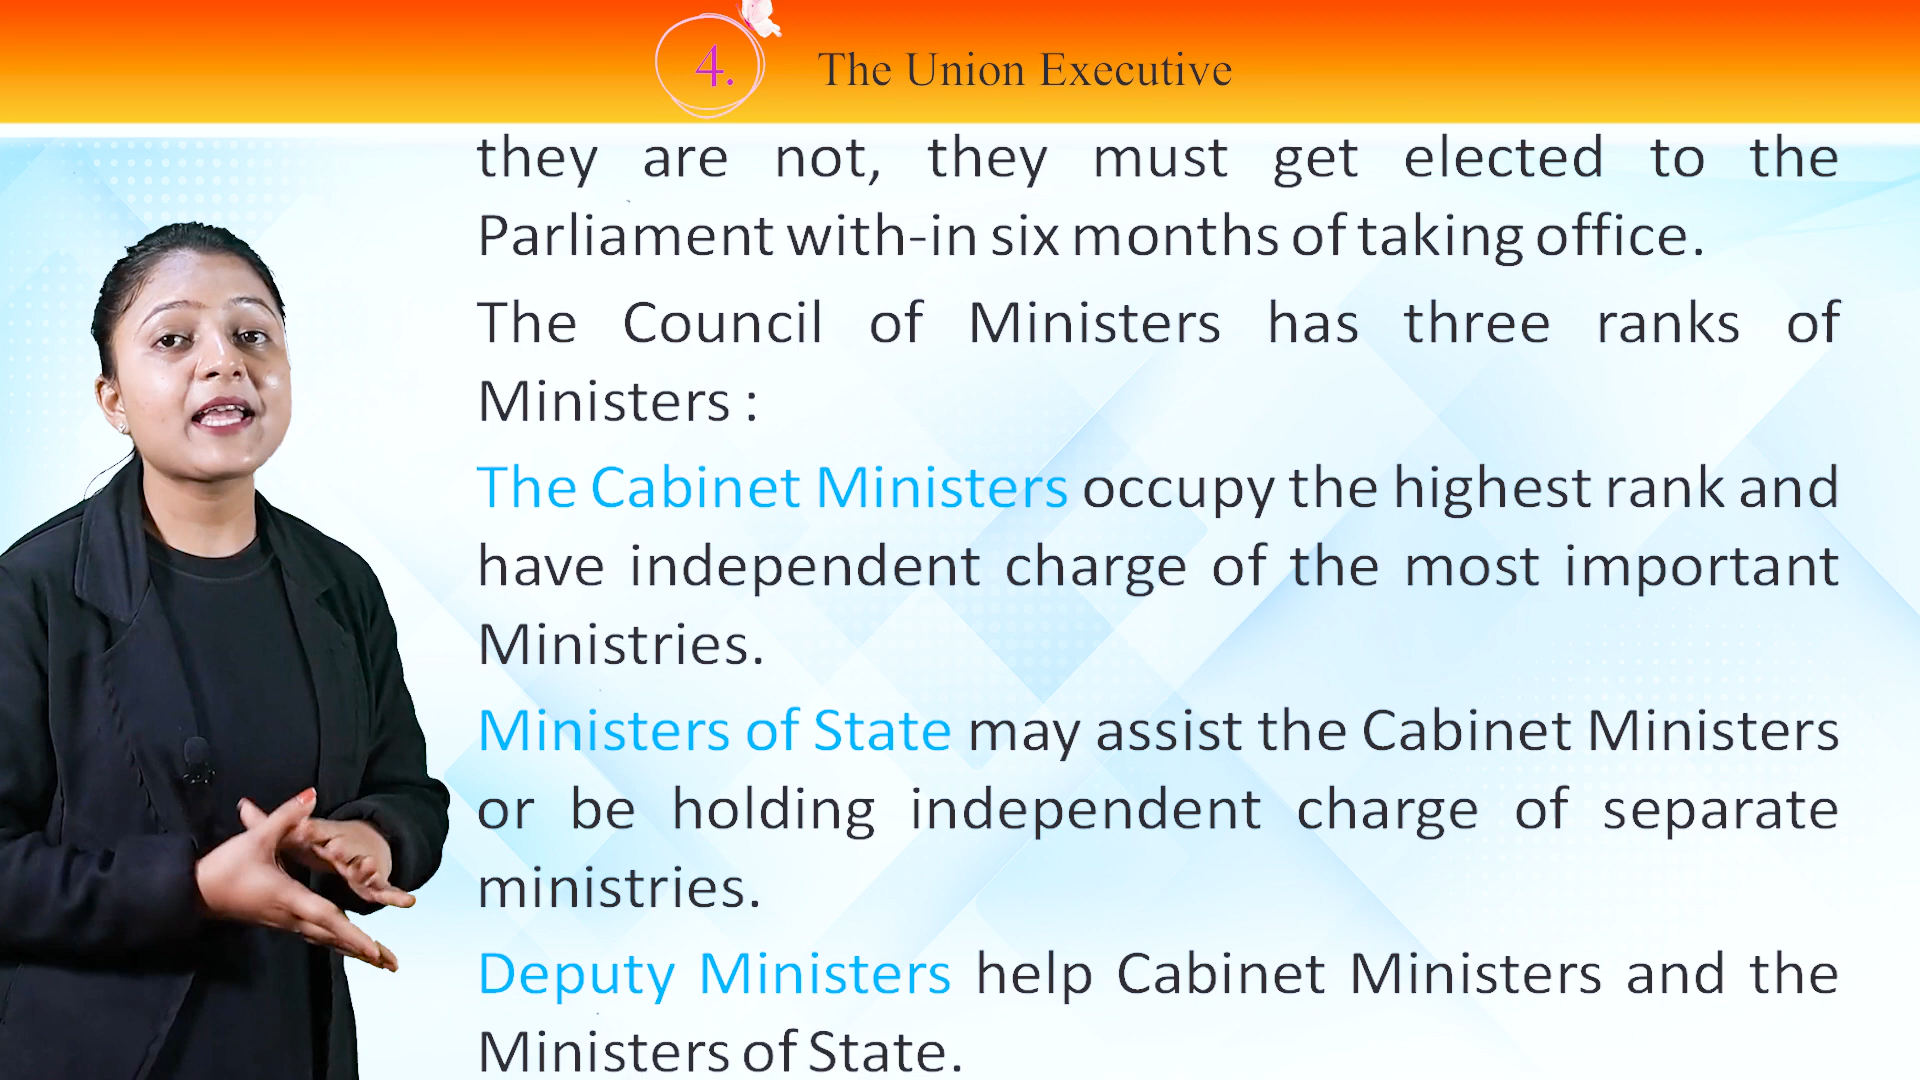 4. The Union Executive
they are not, they must get elected to the
Parliament with-in six months of taking office.
The Council of Ministers has three ranks of
Ministers :
The Cabinet Ministers occupy the highest rank and
have independent charge of the most important
Ministries.
Ministers of State may assist the Cabinet Ministers
or be holding independent charge of separate
ministries.
Deputy Ministers help Cabinet Ministers and the
Ministers of State.